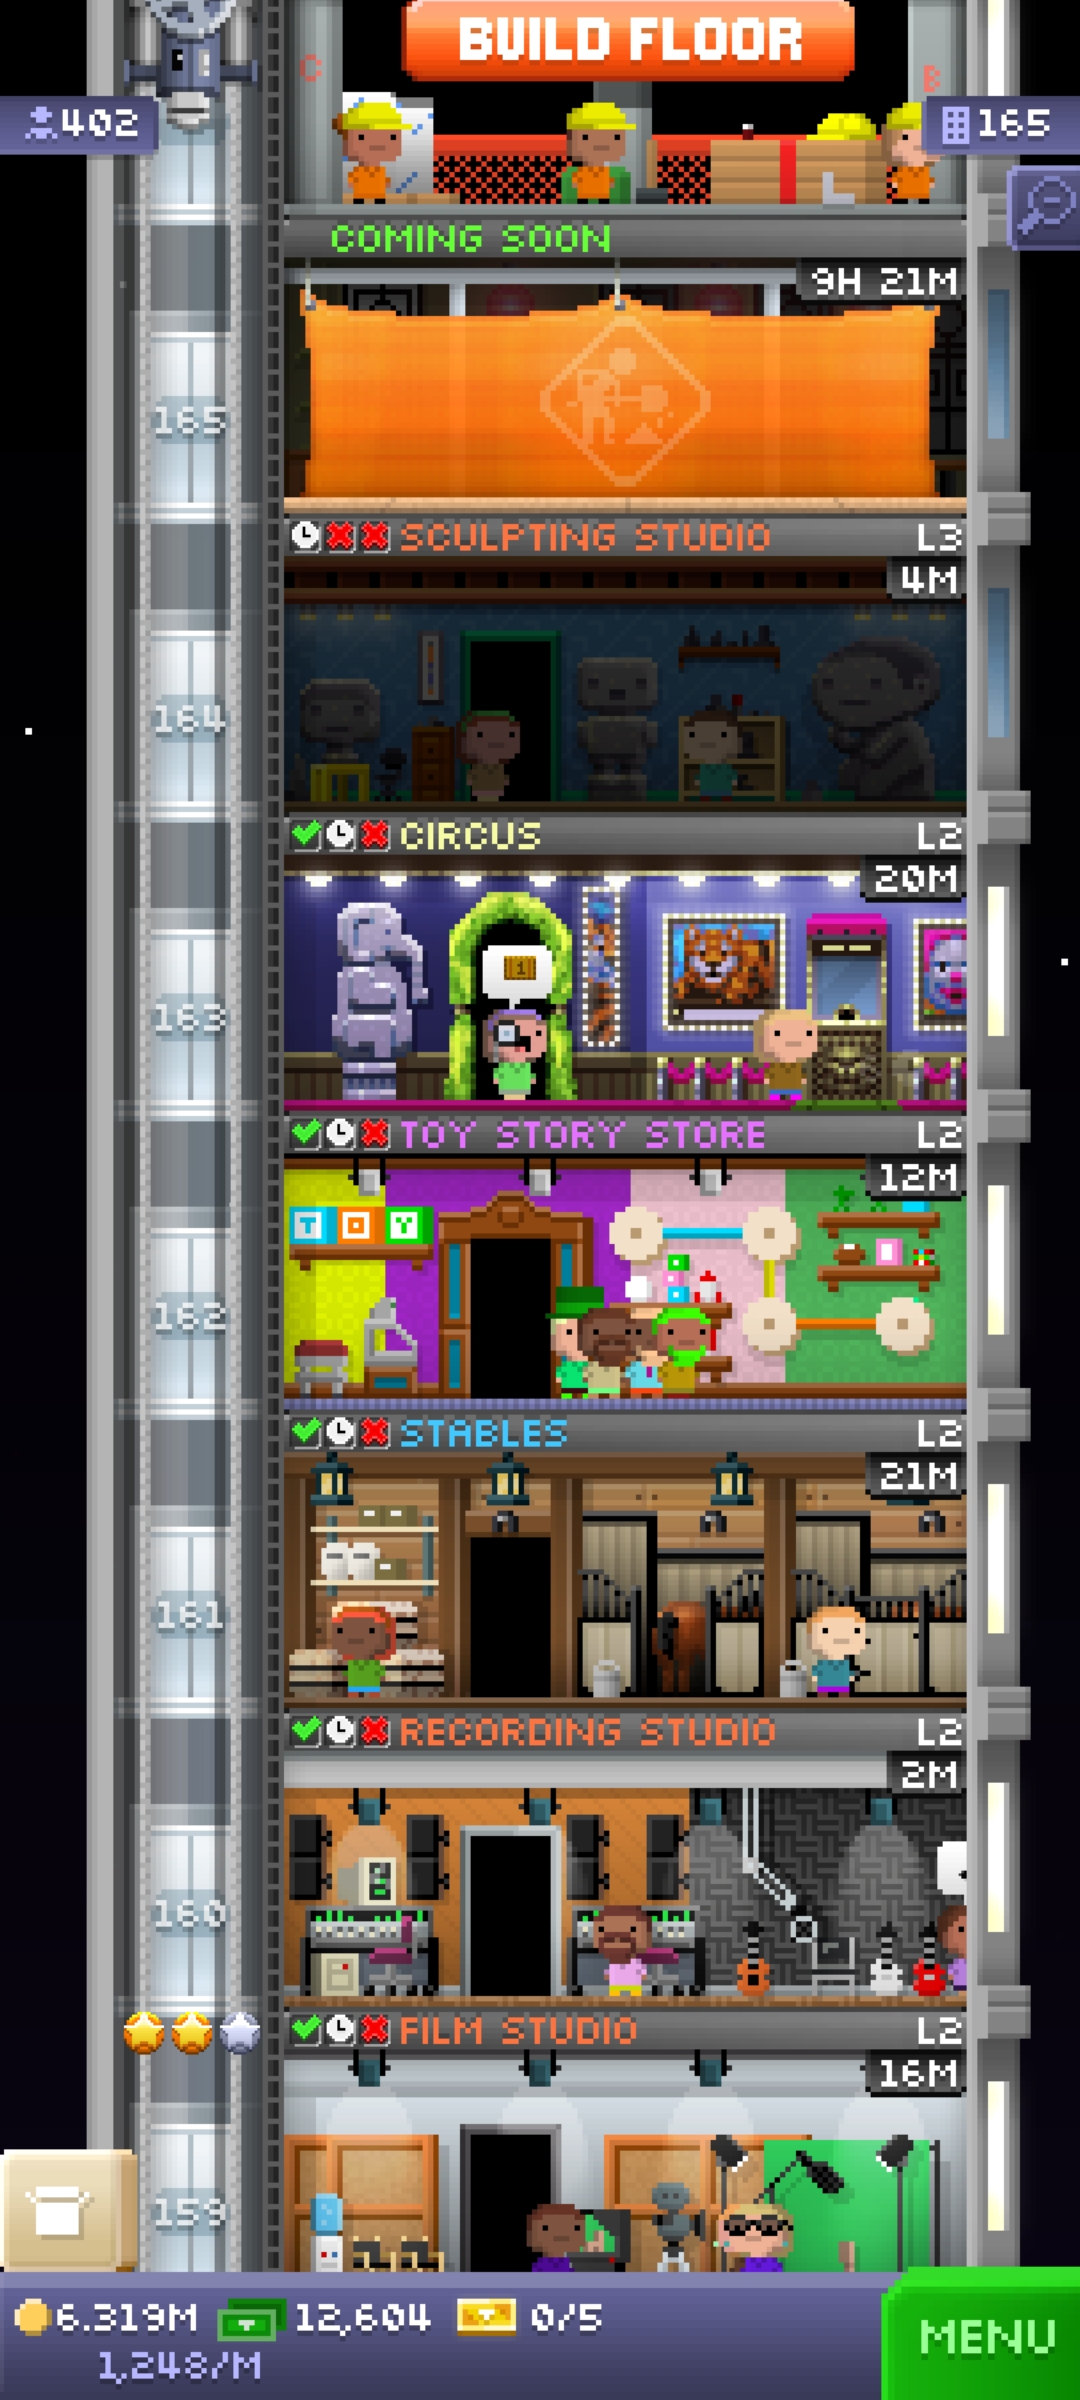 BUILD FLOOR
C
B
402
165
COMING SOON
9H 21M
165
SCULPTING STUDIO L3
4M
164
CIRCUS L2
20M
1
163
TOY STORY STORE L2
12M
T O Y
162
STABLES L2
21M
161
RECORDING STUDIO L2
2M
160
FILM STUDIO L2
16M
159
6.319M 12,604 0/5
1,248/M
MENU